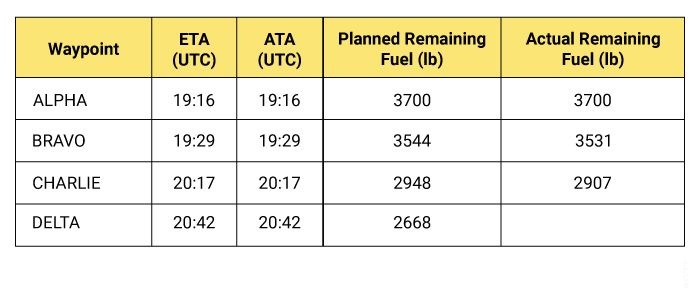 Waypoint ETA (UTC) ATA (UTC) Planned Remaining Fuel (lb) Actual Remaining Fuel (lb)
ALPHA 19:16 19:16 3700 3700
BRAVO 19:29 19:29 3544 3531
CHARLIE 20:17 20:17 2948 2907
DELTA 20:42 20:42 2668